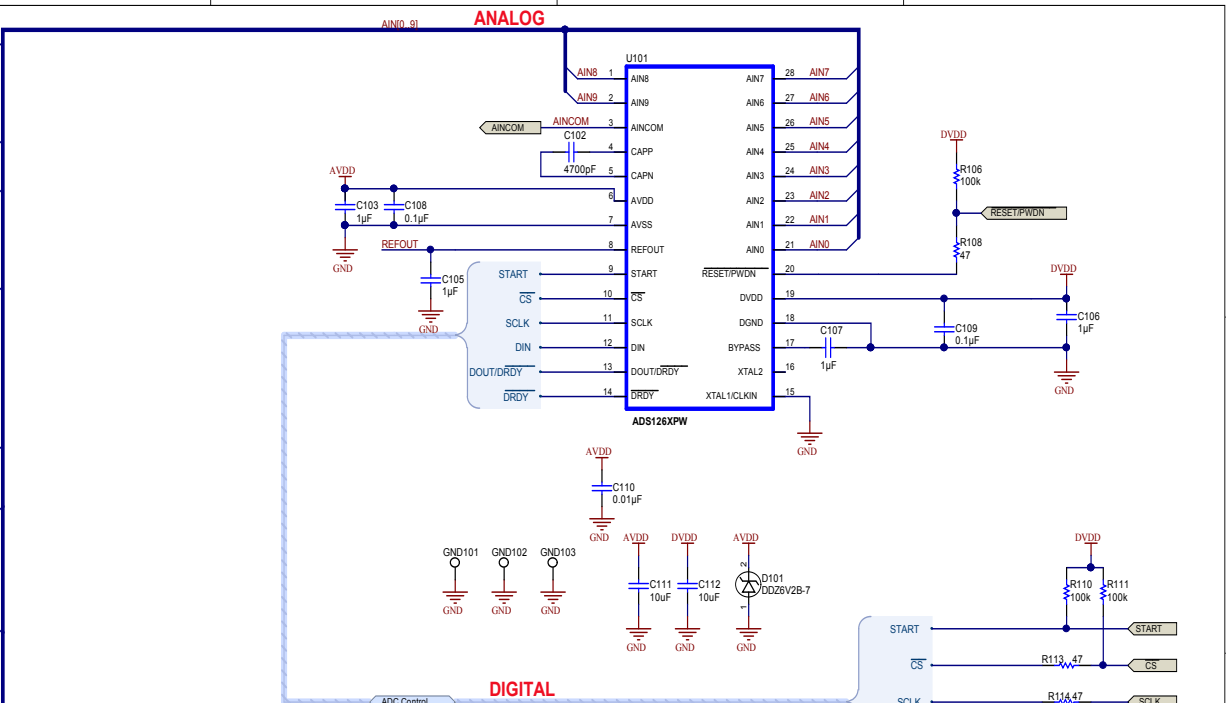 ANALOG
AIN[0..9]
U101
AIN8 1 AIN8 AIN7 28 AIN7
AIN9 2 AIN9 AIN6 27 AIN6
AINCOM AINCOM 3 AINCOM AIN5 26 AIN5
C102
4700pF
4 CAPP AIN4 25 AIN4
5 CAPN AIN3 24 AIN3
6 AVDD AIN2 23 AIN2
7 AVSS AIN1 22 AIN1
REFOUT 8 REFOUT AIN0 21 AIN0
START 9 START RESET/PWDN 20
CS 10 CS DVDD 19
SCLK 11 SCLK DGND 18
DIN 12 DIN BYPASS 17
DOUT/DRDY 13 DOUT/DRDY XTAL2 16
DRDY 14 DRDY XTAL1/CLKIN 15
ADS126XPW
AVDD
C103
1µF
C108
0.1µF
GND
C105
1µF
GND
DVDD
R106
100k
RESET/PWDN
R108
47
DVDD
C107
1µF
C109
0.1µF
C106
1µF
GND
GND
AVDD
C110
0.01µF
GND
GND101 GND102 GND103
GND GND GND
AVDD DVDD AVDD
C111
10uF
C112
10uF
2
D101
DDZ6V2B-7
1
GND GND GND
DVDD
R110
100k
R111
100k
START START
CS R113 47 CS
SCLK R114 47 SCLK
DIGITAL
ADC Control